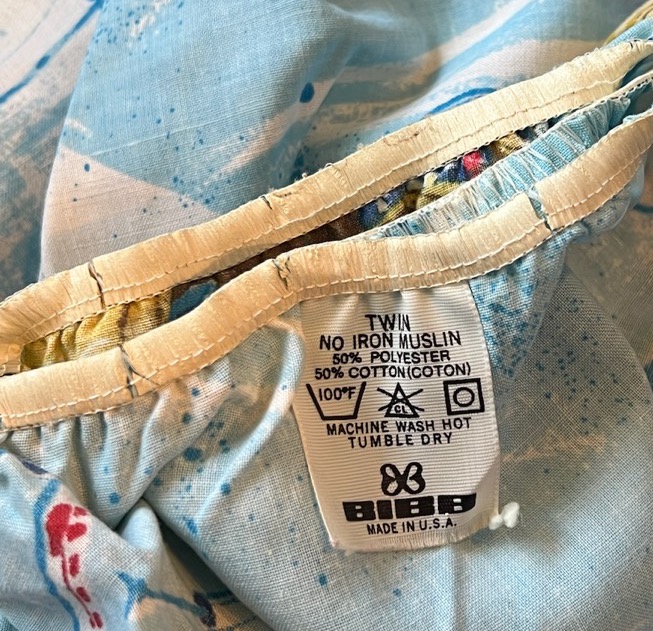 TWIN
NO IRON MUSLIN
50% POLYESTER
50% COTTON (COTON)
100°F CL
MACHINE WASH HOT
TUMBLE DRY
BIBB
MADE IN U.S.A.